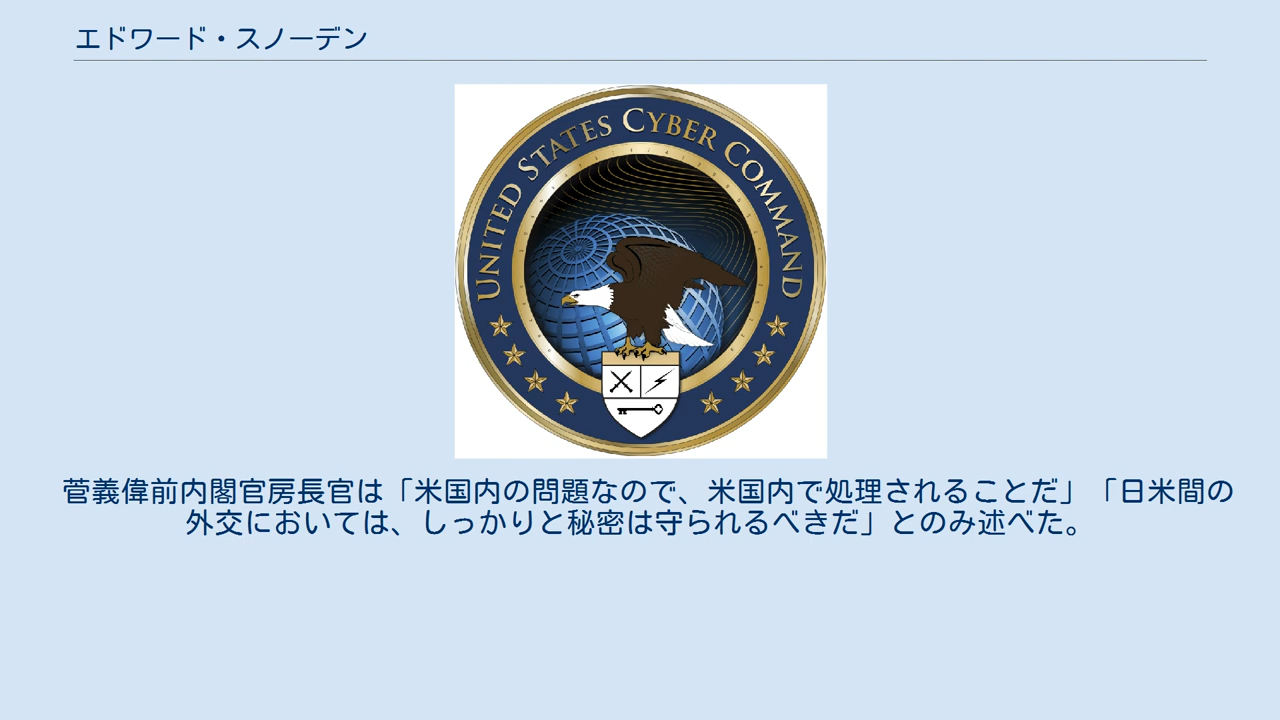 エドワード・スノーデン
UNITED STATES CYBER COMMAND
菅義偉前内閣官房長官は「米国内の問題なので、米国内で処理されることだ」「日米間の
外交においては、しっかりと秘密は守られるべきだ」とのみ述べた。